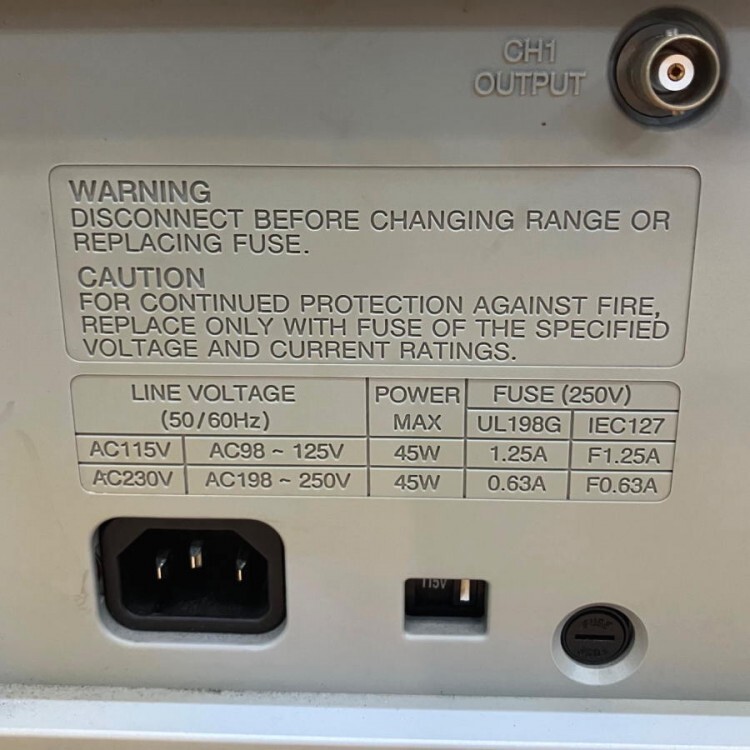 CH1
OUTPUT
WARNING
DISCONNECT BEFORE CHANGING RANGE OR
REPLACING FUSE.
CAUTION
FOR CONTINUED PROTECTION AGAINST FIRE,
REPLACE ONLY WITH FUSE OF THE SPECIFIED
VOLTAGE AND CURRENT RATINGS.
LINE VOLTAGE POWER FUSE (250V)
(50/60Hz) MAX UL198G IEC127
AC115V AC98 ~ 125V 45W 1.25A F1.25A
AC230V AC198 ~ 250V 45W 0.63A F0.63A
115V
FUSE